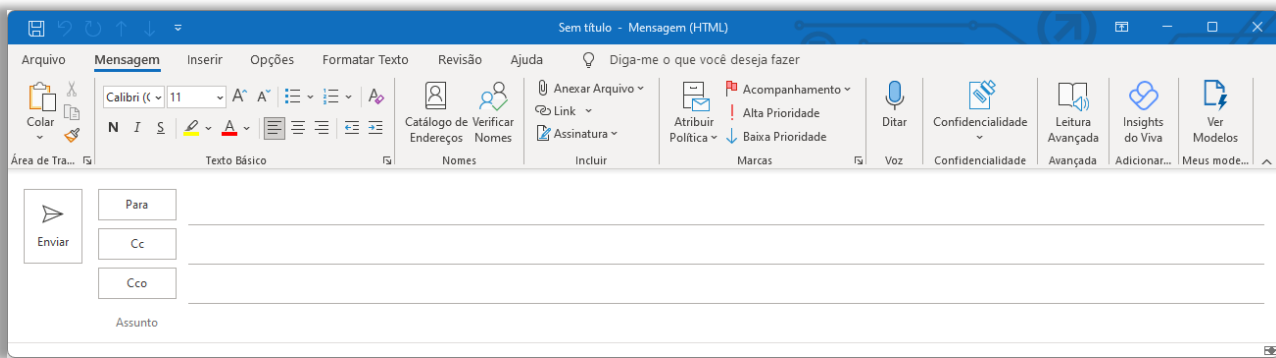 Sem título - Mensagem (HTML)
Arquivo Mensagem Inserir Opções Formatar Texto Revisão Ajuda Diga-me o que você deseja fazer
Colar
Calibri (C 11
N I S A
Catálogo de Endereços
Verificar Nomes
Anexar Arquivo
Link
Assinatura
Atribuir Política
Acompanhamento
Alta Prioridade
Baixa Prioridade
Ditar
Confidencialidade
Leitura Avançada
Insights do Viva
Ver Modelos
Área de Tra... Texto Básico Nomes Incluir Marcas Voz Confidencialidade Avançada Adicionar... Meus mode...
Enviar
Para
Cc
Cco
Assunto